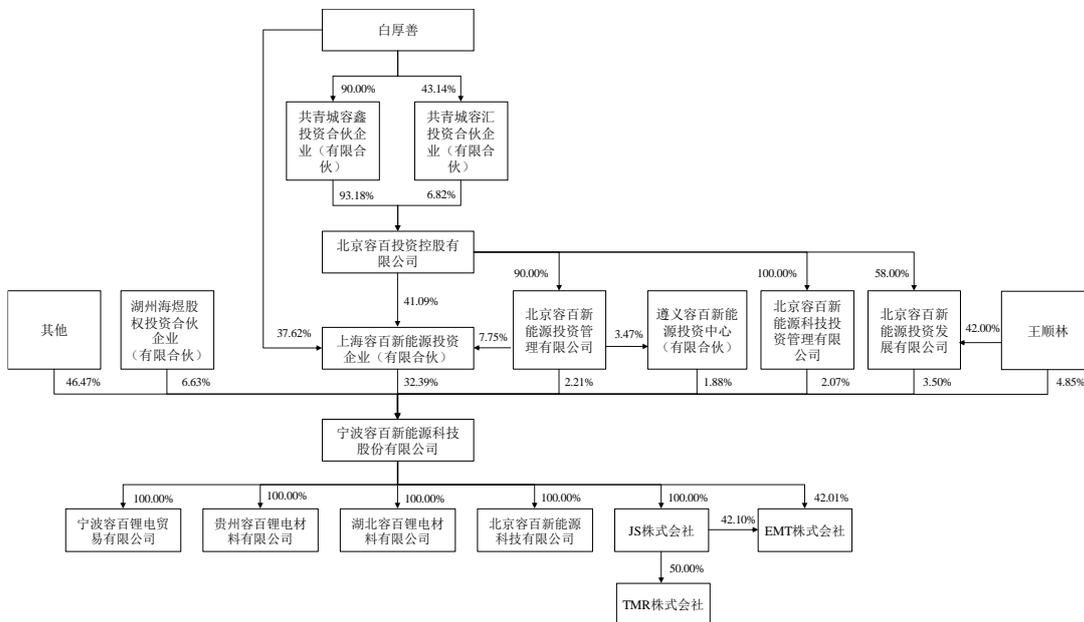 白厚善
90.00%
43.14%
共青城容鑫
投资合伙企
业（有限合
伙）
共青城容汇
投资合伙企
业（有限合
伙）
93.18%
6.82%
北京容百投资控股有
限公司
90.00%
100.00%
58.00%
41.09%
其他
湖州海煜股
权投资合伙
企业
（有限合伙）
37.62%
上海容百新能源投资
企业（有限合伙）
7.75%
北京容百新
能源投资管
理有限公司
3.47%
遵义容百新能
源投资中心
（有限合伙）
北京容百新
能源科技投
资管理有限
公司
北京容百新
能源投资发
展有限公司
42.00%
王顺林
46.47%
6.63%
32.39%
2.21%
1.88%
2.07%
3.50%
4.85%
宁波容百新能源科技
股份有限公司
100.00%
100.00%
100.00%
100.00%
100.00%
42.01%
宁波容百锂电贸
易有限公司
贵州容百锂电材
料有限公司
湖北容百锂电材
料有限公司
北京容百新能源
科技有限公司
JS株式会社
42.10%
EMT株式会社
50.00%
TMR株式会社